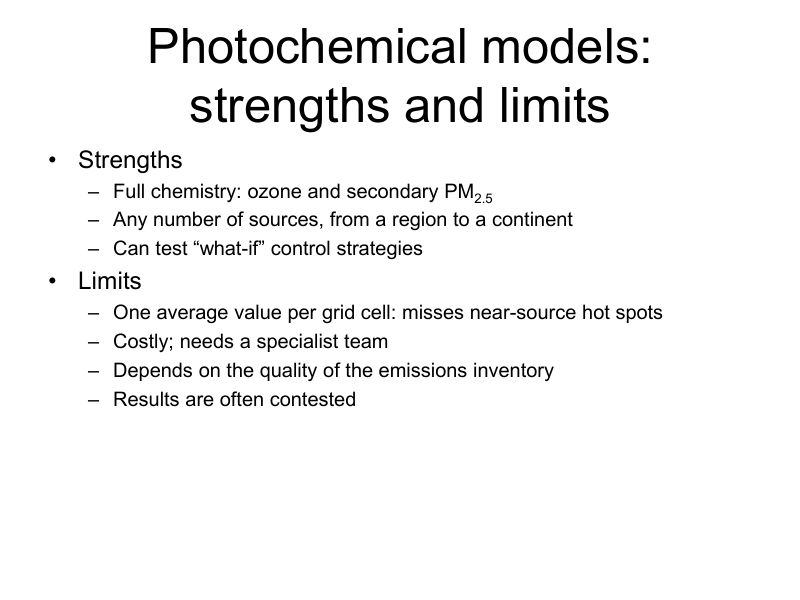 Photochemical models:
strengths and limits
• Strengths
– Full chemistry: ozone and secondary PM2.5
– Any number of sources, from a region to a continent
– Can test “what-if” control strategies
• Limits
– One average value per grid cell: misses near-source hot spots
– Costly; needs a specialist team
– Depends on the quality of the emissions inventory
– Results are often contested